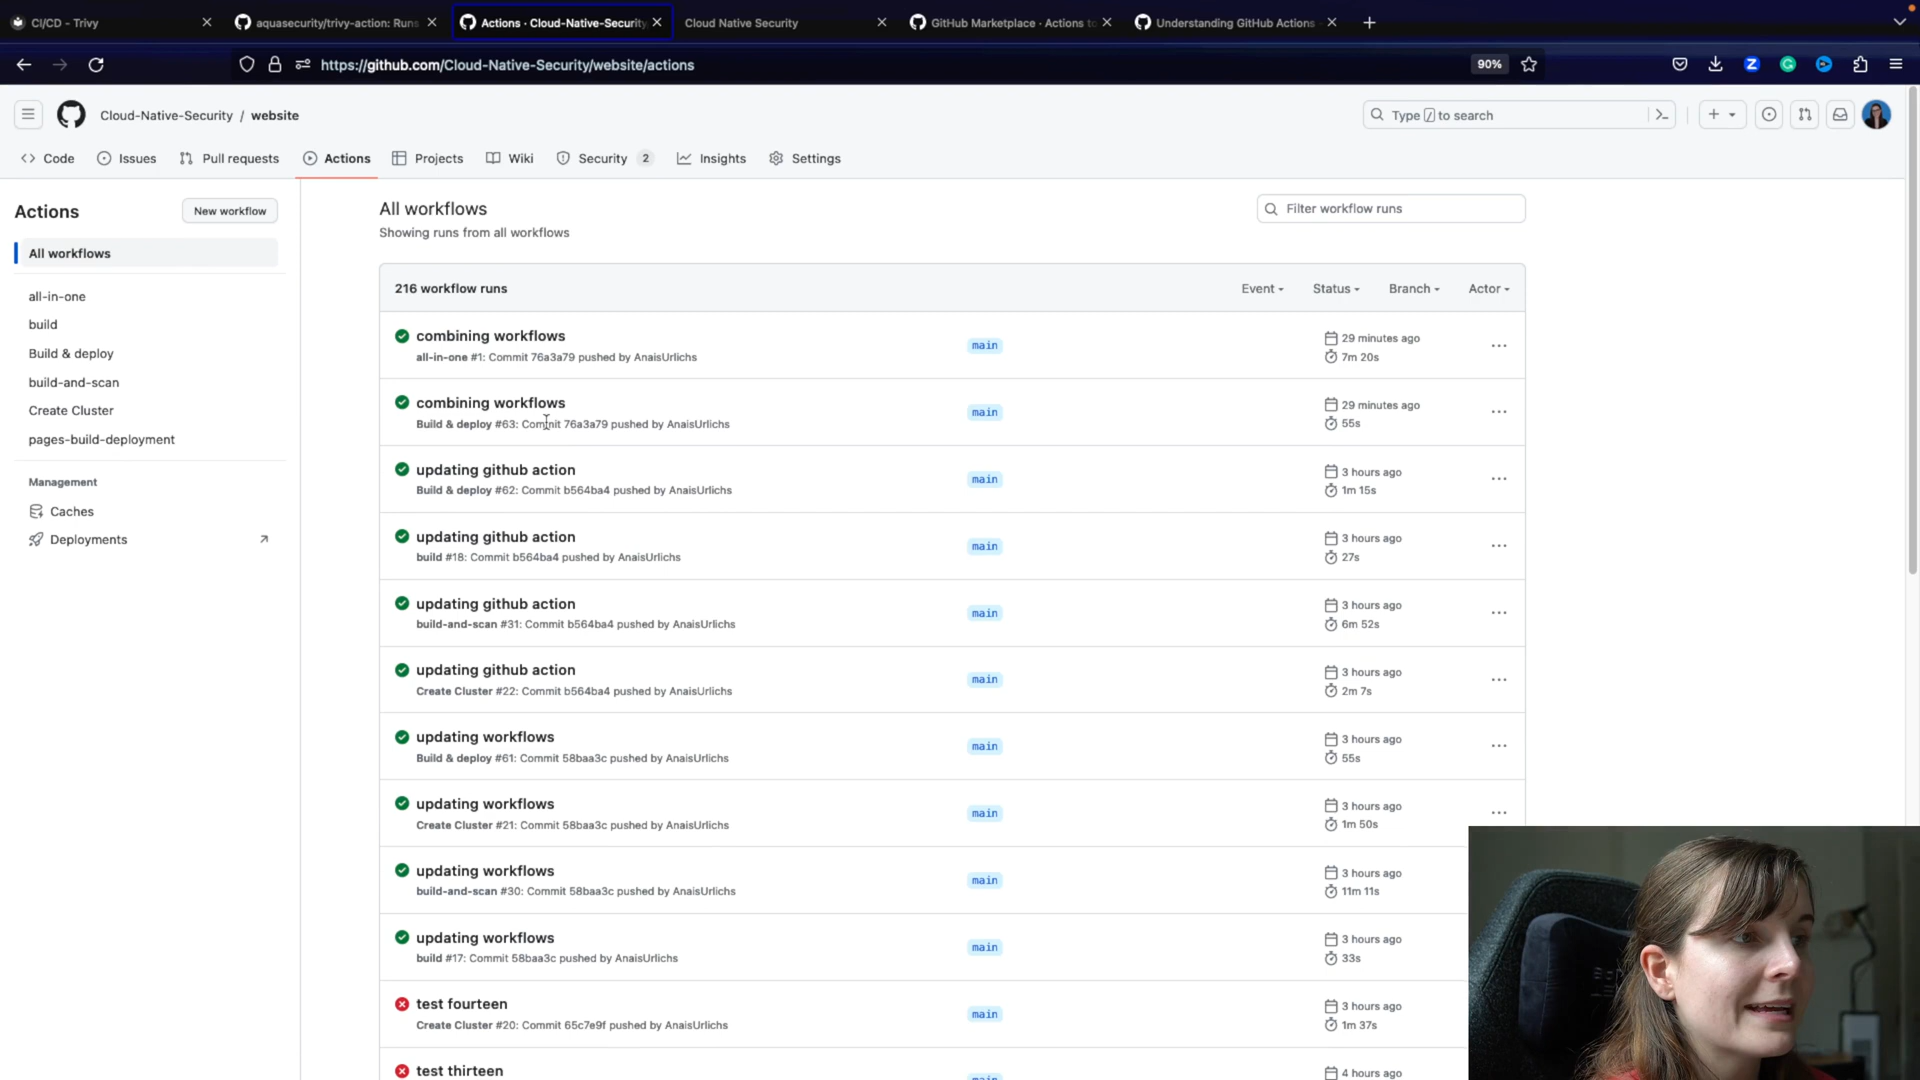 CI/CD - Trivy
aquasecurity/trivy-action: Runs
Actions · Cloud-Native-Security
Cloud Native Security
GitHub Marketplace · Actions to
Understanding GitHub Actions
https://github.com/Cloud-Native-Security/website/actions
90%
Cloud-Native-Security / website
Type / to search
Code
Issues
Pull requests
Actions
Projects
Wiki
Security 2
Insights
Settings
Actions
New workflow
All workflows
all-in-one
build
Build & deploy
build-and-scan
Create Cluster
pages-build-deployment
Management
Caches
Deployments
All workflows
Showing runs from all workflows
Filter workflow runs
216 workflow runs
Event
Status
Branch
Actor
combining workflows
all-in-one #1: Commit 76a3a79 pushed by AnaisUrlichs
main
29 minutes ago
7m 20s
combining workflows
Build & deploy #63: Commit 76a3a79 pushed by AnaisUrlichs
main
29 minutes ago
55s
updating github action
Build & deploy #62: Commit b564ba4 pushed by AnaisUrlichs
main
3 hours ago
1m 15s
updating github action
build #18: Commit b564ba4 pushed by AnaisUrlichs
main
3 hours ago
27s
updating github action
build-and-scan #31: Commit b564ba4 pushed by AnaisUrlichs
main
3 hours ago
6m 52s
updating github action
Create Cluster #22: Commit b564ba4 pushed by AnaisUrlichs
main
3 hours ago
2m 7s
updating workflows
Build & deploy #61: Commit 58baa3c pushed by AnaisUrlichs
main
3 hours ago
55s
updating workflows
Create Cluster #21: Commit 58baa3c pushed by AnaisUrlichs
main
3 hours ago
1m 50s
updating workflows
build-and-scan #30: Commit 58baa3c pushed by AnaisUrlichs
main
3 hours ago
11m 11s
updating workflows
build #17: Commit 58baa3c pushed by AnaisUrlichs
main
3 hours ago
33s
test fourteen
Create Cluster #20: Commit 65c7e9f pushed by AnaisUrlichs
main
3 hours ago
1m 37s
test thirteen
main
4 hours ago